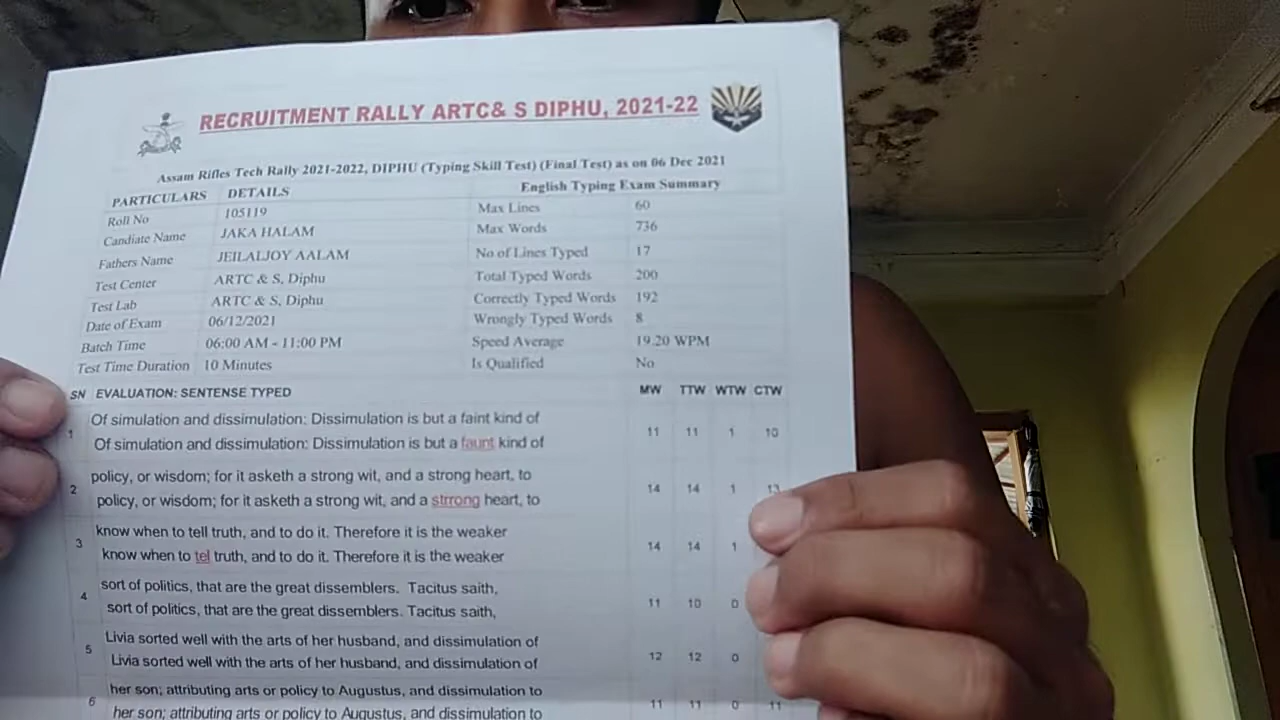 RECRUITMENT RALLY ARTC& S DIPHU, 2021-22
Assam Rifles Tech Rally 2021-2022, DIPHU (Typing Skill Test) (Final Test) as on 06 Dec 2021
PARTICULARS DETAILS English Typing Exam Summary
Roll No 105119 Max Lines 60
Candiate Name JAKA HALAM Max Words 736
Fathers Name JEILALJOY AALAM No of Lines Typed 17
Test Center ARTC & S, Diphu Total Typed Words 200
Test Lab ARTC & S, Diphu Correctly Typed Words 192
Date of Exam 06/12/2021 Wrongly Typed Words 8
Batch Time 06:00 AM - 11:00 PM Speed Average 19.20 WPM
Test Time Duration 10 Minutes Is Qualified No
SN EVALUATION: SENTENSE TYPED MW TTW WTW CTW
1 Of simulation and dissimulation: Dissimulation is but a faint kind of 11 11 1 10
Of simulation and dissimulation: Dissimulation is but a faunt kind of
2 policy, or wisdom; for it asketh a strong wit, and a strong heart, to 14 14 1 13
policy, or wisdom; for it asketh a strong wit, and a strrong heart, to
3 know when to tell truth, and to do it. Therefore it is the weaker 14 14 1
know when to tel truth, and to do it. Therefore it is the weaker
4 sort of politics, that are the great dissemblers. Tacitus saith, 11 10 0
sort of politics, that are the great dissemblers. Tacitus saith,
5 Livia sorted well with the arts of her husband, and dissimulation of 12 12 0
Livia sorted well with the arts of her husband, and dissimulation of
6 her son; attributing arts or policy to Augustus, and dissimulation to 11 11 0 11
her son; attributing arts or policy to Augustus, and dissimulation to